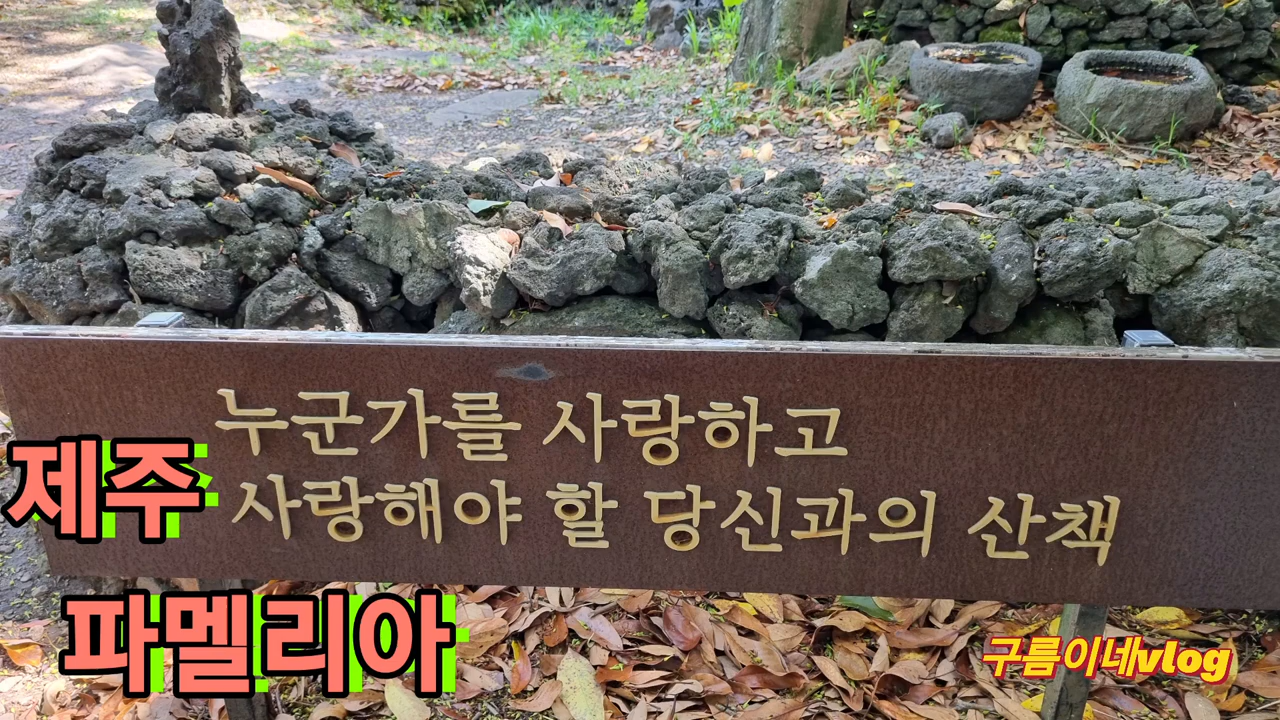 누군가를 사랑하고
사랑해야 할 당신과의 산책
제주
파멜리아
구름이네vlog